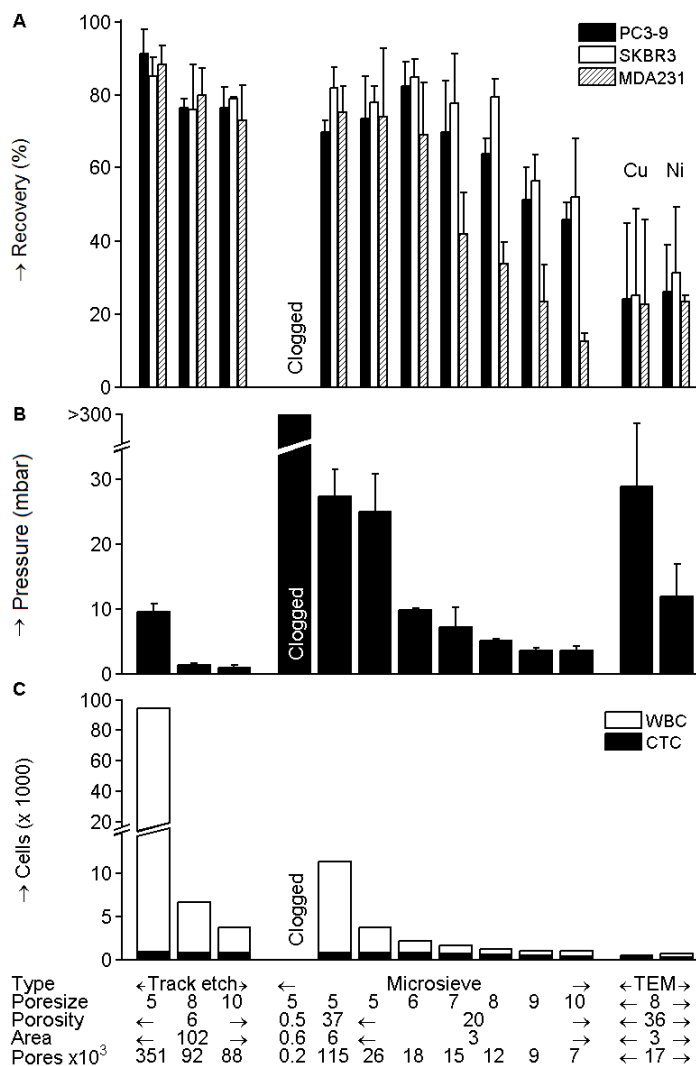 A
100
PC3-9
SKBR3
MDA231
80
60
Cu Ni
40
20
0
→ Recovery (%)
Clogged
B
>300
30
20
10
0
→ Pressure (mbar)
Clogged
C
100
80
60
40
20
10
5
0
→ Cells (x 1000)
WBC
CTC
Clogged
Type ←Track etch→ ← Microsieve → ←TEM→
Poresize 5 8 10 5 5 5 6 7 8 9 10 ← 8 →
Porosity ← 6 → 0.5 37 ← 20 → ← 36 →
Area ← 102 → 0.6 6 ← 3 → ← 3 →
Pores x10³ 351 92 88 0.2 115 26 18 15 12 9 7 ← 17 →